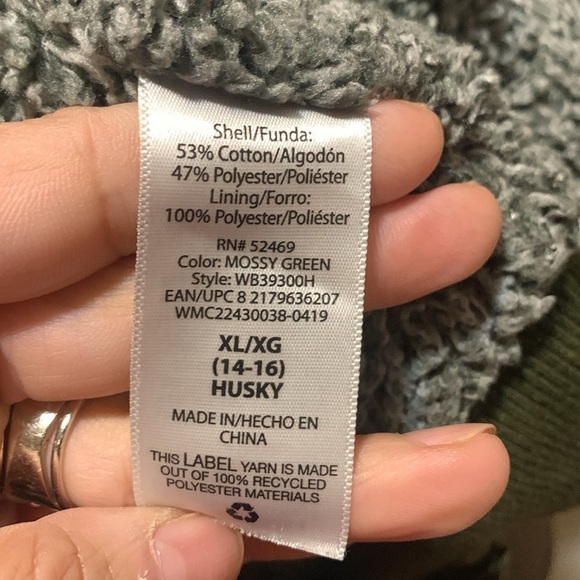 Shell/Funda:
53% Cotton/Algodón
47% Polyester/Poliéster
Lining/Forro:
100% Polyester/Poliéster
RN# 52469
Color: MOSSY GREEN
Style: WB39300H
EAN/UPC 8 2179636207
WMC22430038-0419
XL/XG
(14-16)
HUSKY
MADE IN/HECHO EN
CHINA
THIS LABEL YARN IS MADE
OUT OF 100% RECYCLED
POLYESTER MATERIALS